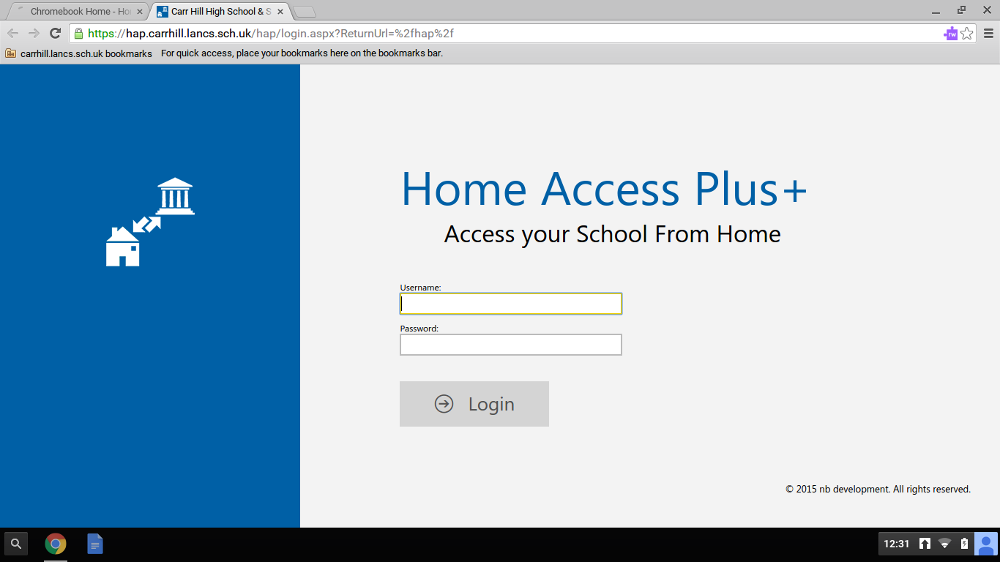 Chromebook Home - Ho
Carr Hill High School & S
https://hap.carrhill.lancs.sch.uk/hap/login.aspx?ReturnUrl=%2fhap%2f
rw
carrhill.lancs.sch.uk bookmarks For quick access, place your bookmarks here on the bookmarks bar.
Home Access Plus+
Access your School From Home
Username:
Password:
Login
© 2015 nb development. All rights reserved.
12:31